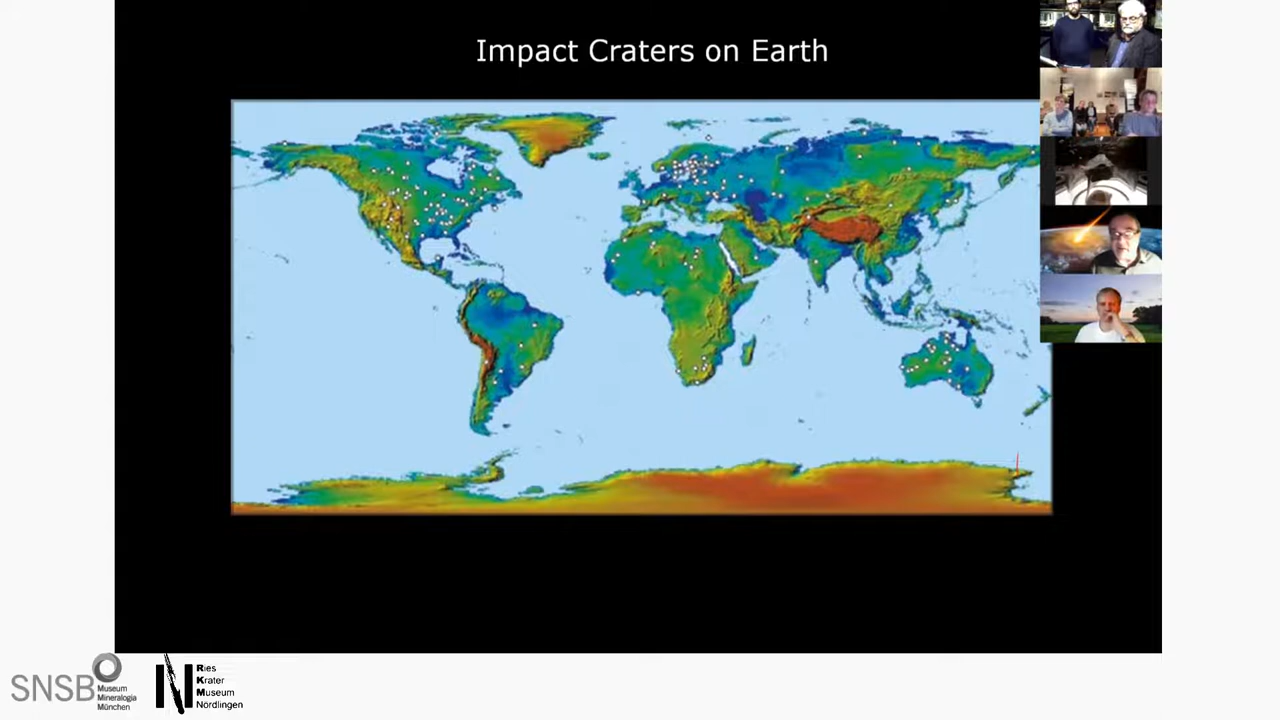 Impact Craters on Earth
SNSB
Museum
Mineralogia
München
Ries
Krater
Museum
Nördlingen